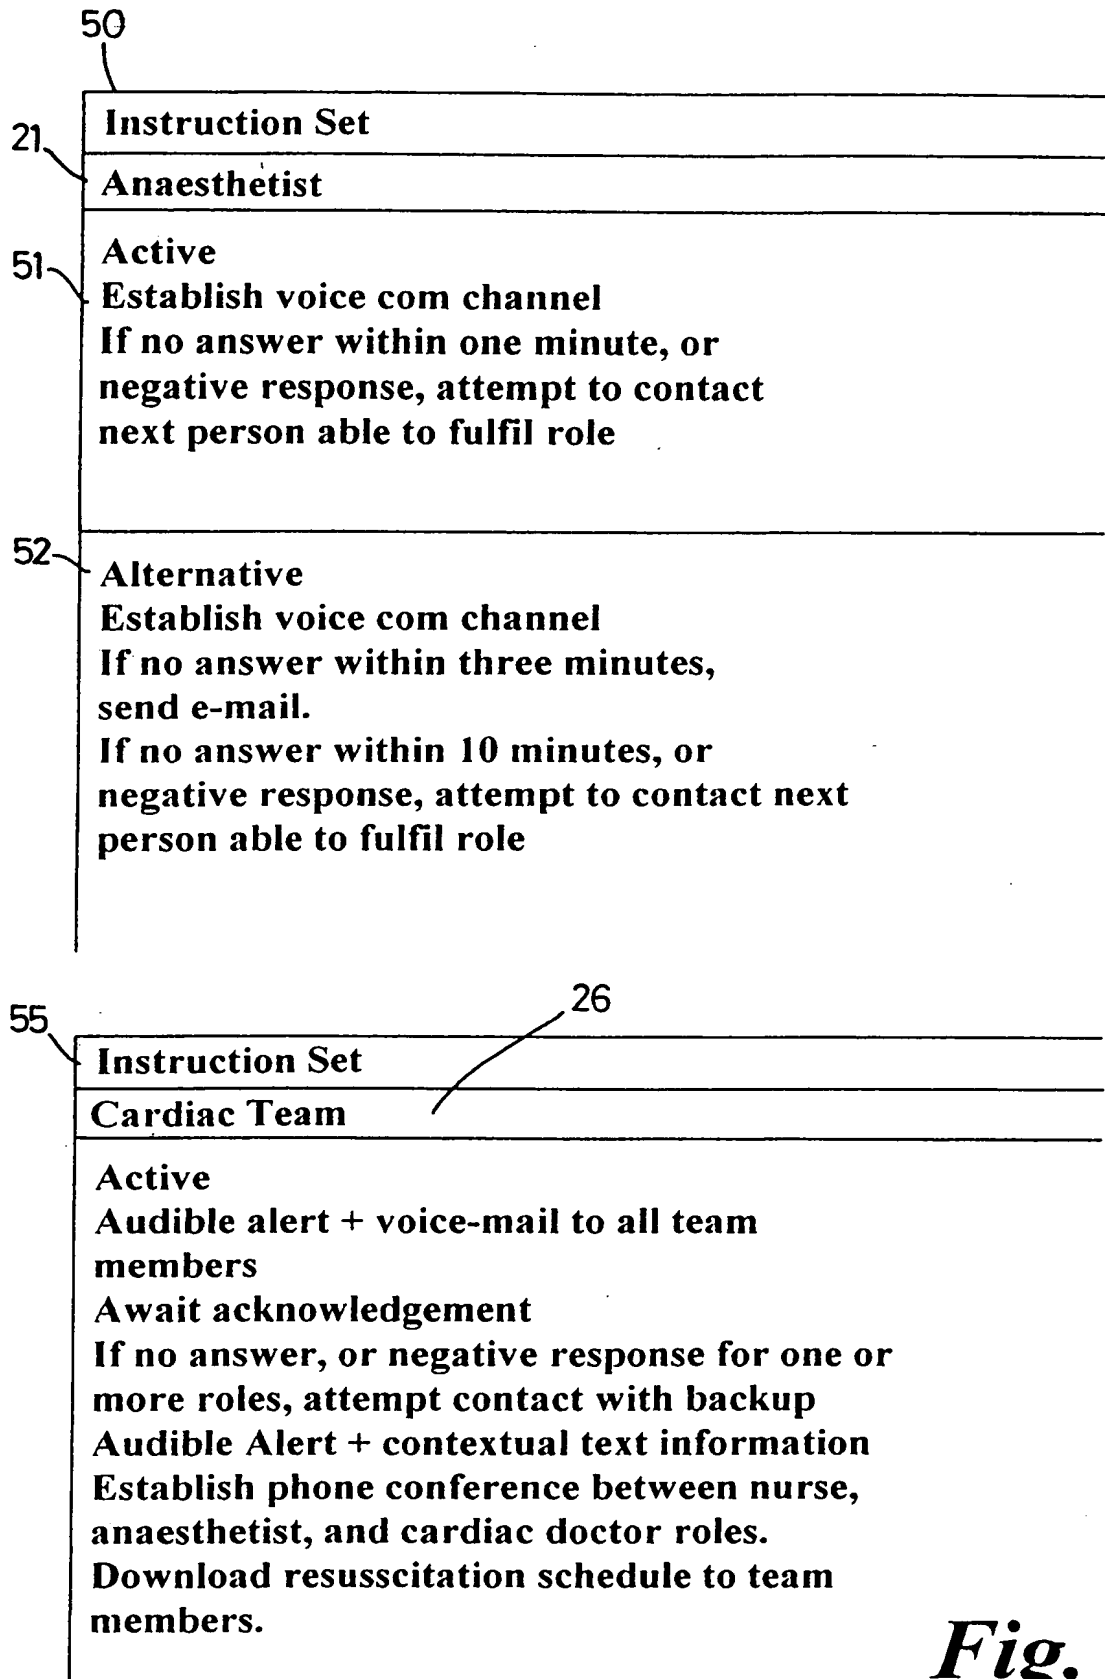 50
Instruction Set
21
Anaesthetist
Active
51
Establish voice com channel
If no answer within one minute, or
negative response, attempt to contact
next person able to fulfil role
52
Alternative
Establish voice com channel
If no answer within three minutes,
send e-mail.
If no answer within 10 minutes, or
negative response, attempt to contact next
person able to fulfil role
26
55
Instruction Set
Cardiac Team
Active
Audible alert + voice-mail to all team
members
Await acknowledgement
If no answer, or negative response for one or
more roles, attempt contact with backup
Audible Alert + contextual text information
Establish phone conference between nurse,
anaesthetist, and cardiac doctor roles.
Download resusscitation schedule to team
members.
Fig.